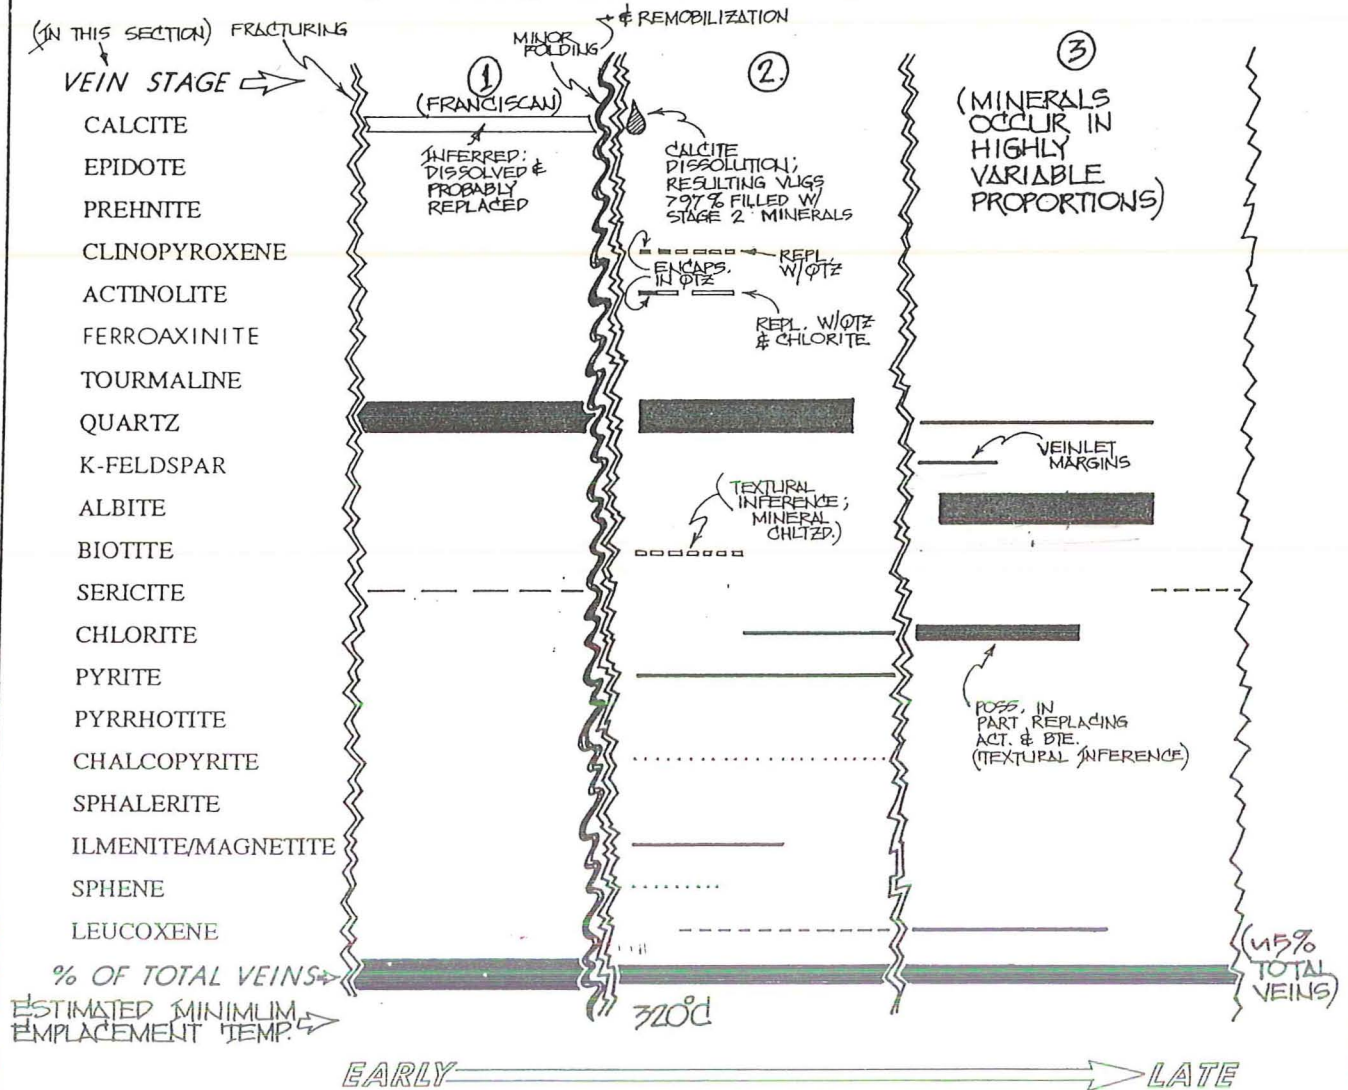 & REMOBILIZATION
(IN THIS SECTION)
FRACTURING
MINOR
FOLDING
VEIN STAGE
1
(FRANCISCAN)
2.
3
(MINERALS
OCCUR IN
HIGHLY
VARIABLE
PROPORTIONS)
CALCITE
INFERRED:
DISSOLVED &
PROBABLY
REPLACED
CALCITE
DISSOLUTION;
RESULTING VUGS
>97% FILLED W/
STAGE 2 MINERALS
EPIDOTE
PREHNITE
CLINOPYROXENE
REPL.
W/QTZ
ENCAPS.
IN QTZ
ACTINOLITE
REPL. W/QTZ
& CHLORITE
FERROAXINITE
TOURMALINE
QUARTZ
K-FELDSPAR
VEINLET
MARGINS
ALBITE
(TEXTURAL
INFERENCE;
MINERAL
CHLTZD.)
BIOTITE
SERICITE
CHLORITE
PYRITE
POSS. IN
PART REPLACING
ACT. & BTE.
(TEXTURAL INFERENCE)
PYRRHOTITE
CHALCOPYRITE
SPHALERITE
ILMENITE/MAGNETITE
SPHENE
LEUCOXENE
% OF TOTAL VEINS
(~15%
TOTAL
VEINS)
ESTIMATED MINIMUM
EMPLACEMENT TEMP.
320°C
EARLY
LATE